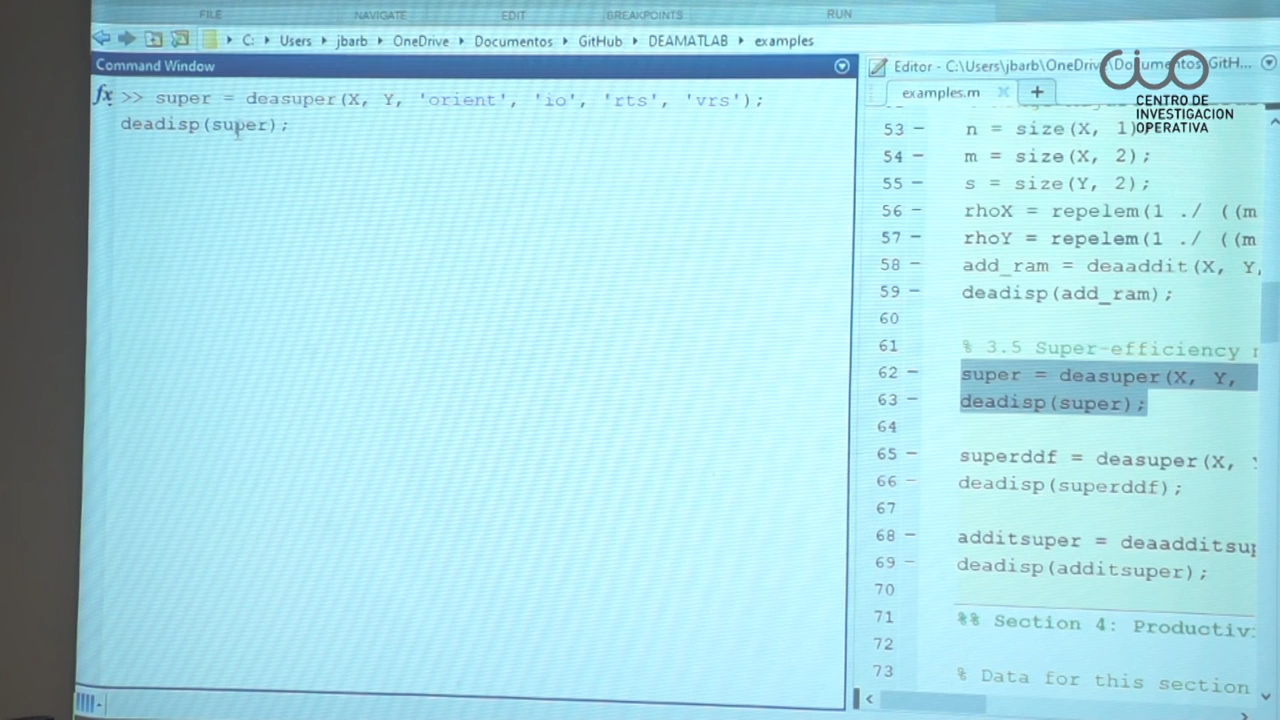 FILE NAVIGATE EDIT BREAKPOINTS RUN
C: Users jbarb OneDrive Documentos GitHub DEAMATLAB examples
Command Window
fx >> super = deasuper(X, Y, 'orient', 'io', 'rts', 'vrs');
deadisp(super);
Editor - C:\Users\jbarb\OneDrive\Documentos GitH...
examples.m × +
CIO
CENTRO DE
INVESTIGACION
OPERATIVA
53 – n = size(X, 1);
54 – m = size(X, 2);
55 – s = size(Y, 2);
56 – rhoX = repelem(1 ./ ((m
57 – rhoY = repelem(1 ./ ((m
58 – add_ram = deaaddit(X, Y,
59 – deadisp(add_ram);
60
61 % 3.5 Super-efficiency
62 – super = deasuper(X, Y,
63 – deadisp(super);
64
65 – superddf = deasuper(X,
66 – deadisp(superddf);
67
68 – additsuper = deaadditsup
69 – deadisp(additsuper);
70
71 %% Section 4: Productiv
72
73 % Data for this section